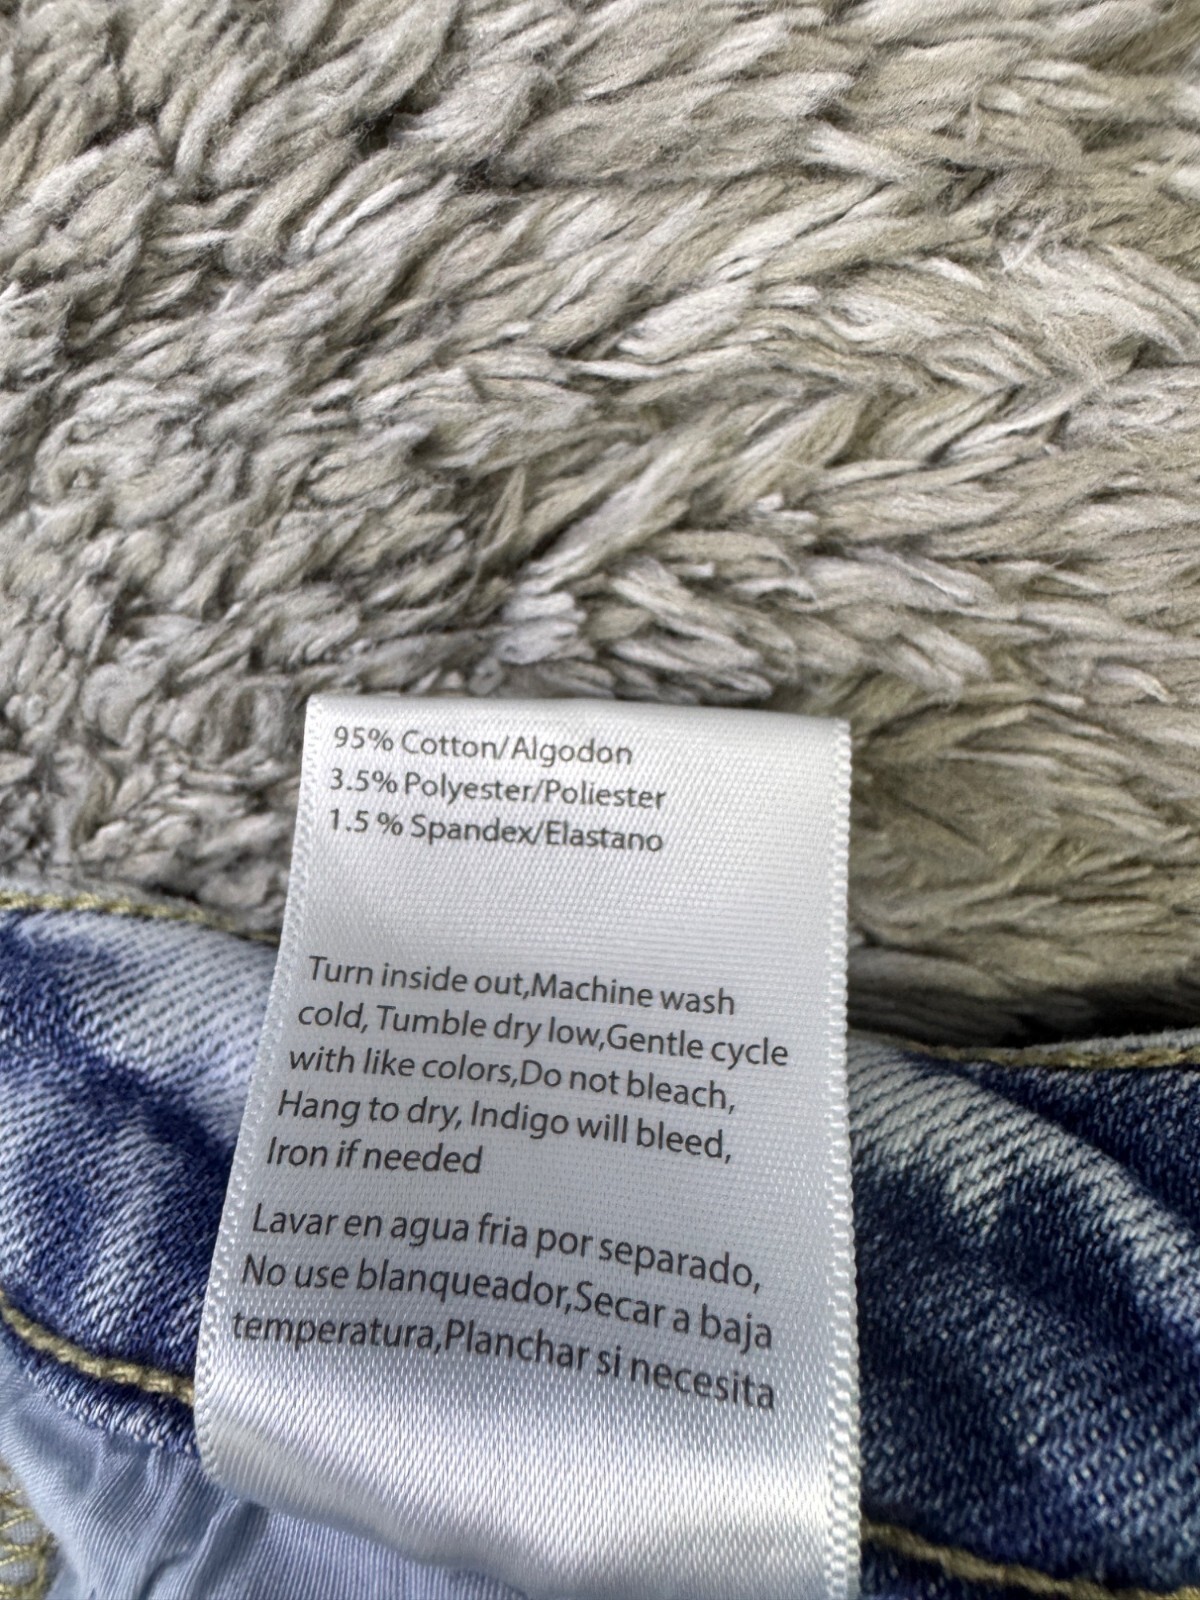 95% Cotton/Algodon
3.5% Polyester/Poliester
1.5 % Spandex/Elastano
Turn inside out,Machine wash
cold, Tumble dry low,Gentle cycle
with like colors,Do not bleach,
Hang to dry, Indigo will bleed,
Iron if needed
Lavar en agua fria por separado,
No use blanqueador,Secar a baja
temperatura,Planchar si necesita